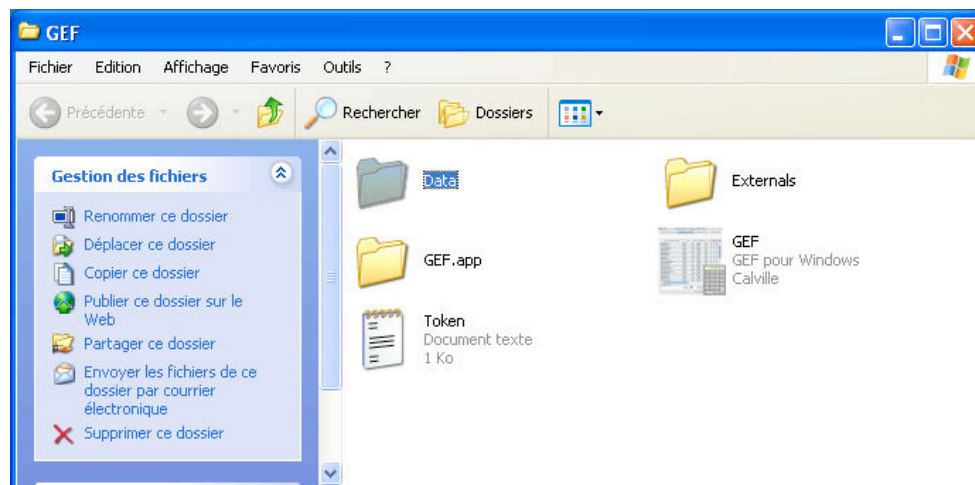 GEF
Fichier Edition Affichage Favoris Outils ?
Précédente Rechercher Dossiers
Gestion des fichiers
Renommer ce dossier
Déplacer ce dossier
Copier ce dossier
Publier ce dossier sur le
Web
Partager ce dossier
Envoyer les fichiers de ce
dossier par courrier
électronique
Supprimer ce dossier
Data
Externals
GEF.app
GEF
GEF pour Windows
Calville
Token
Document texte
1 Ko